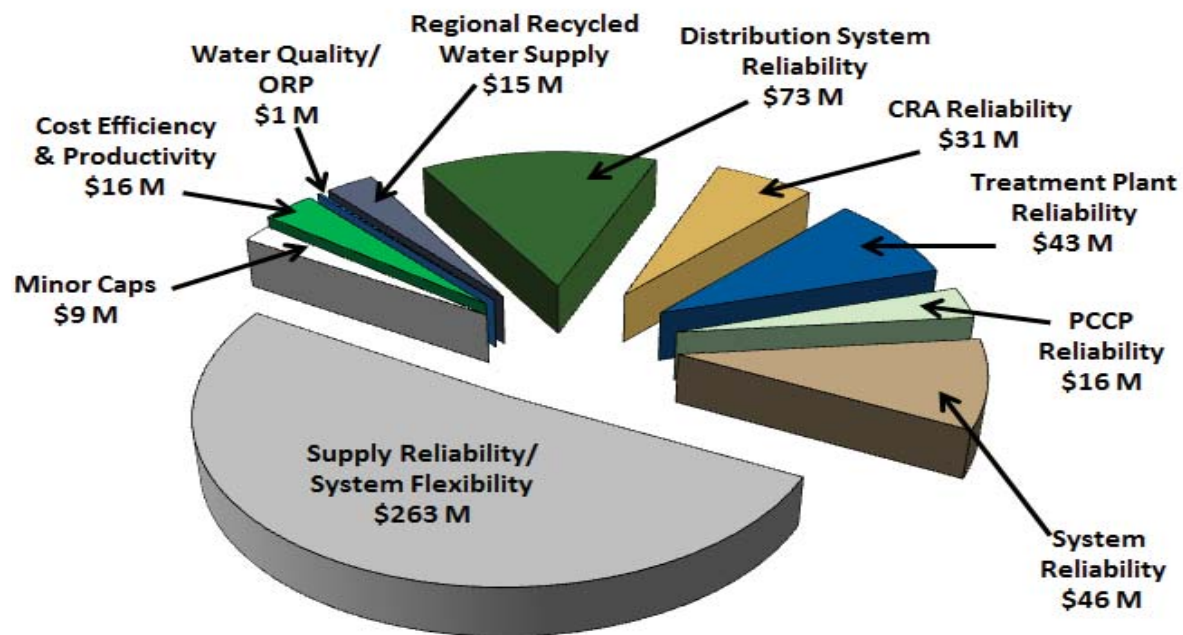 Regional Recycled
Water Supply
$15 M
Distribution System
Reliability
$73 M
Water Quality/
ORP
$1 M
CRA Reliability
$31 M
Cost Efficiency
& Productivity
$16 M
Treatment Plant
Reliability
$43 M
Minor Caps
$9 M
PCCP
Reliability
$16 M
Supply Reliability/
System Flexibility
$263 M
System
Reliability
$46 M